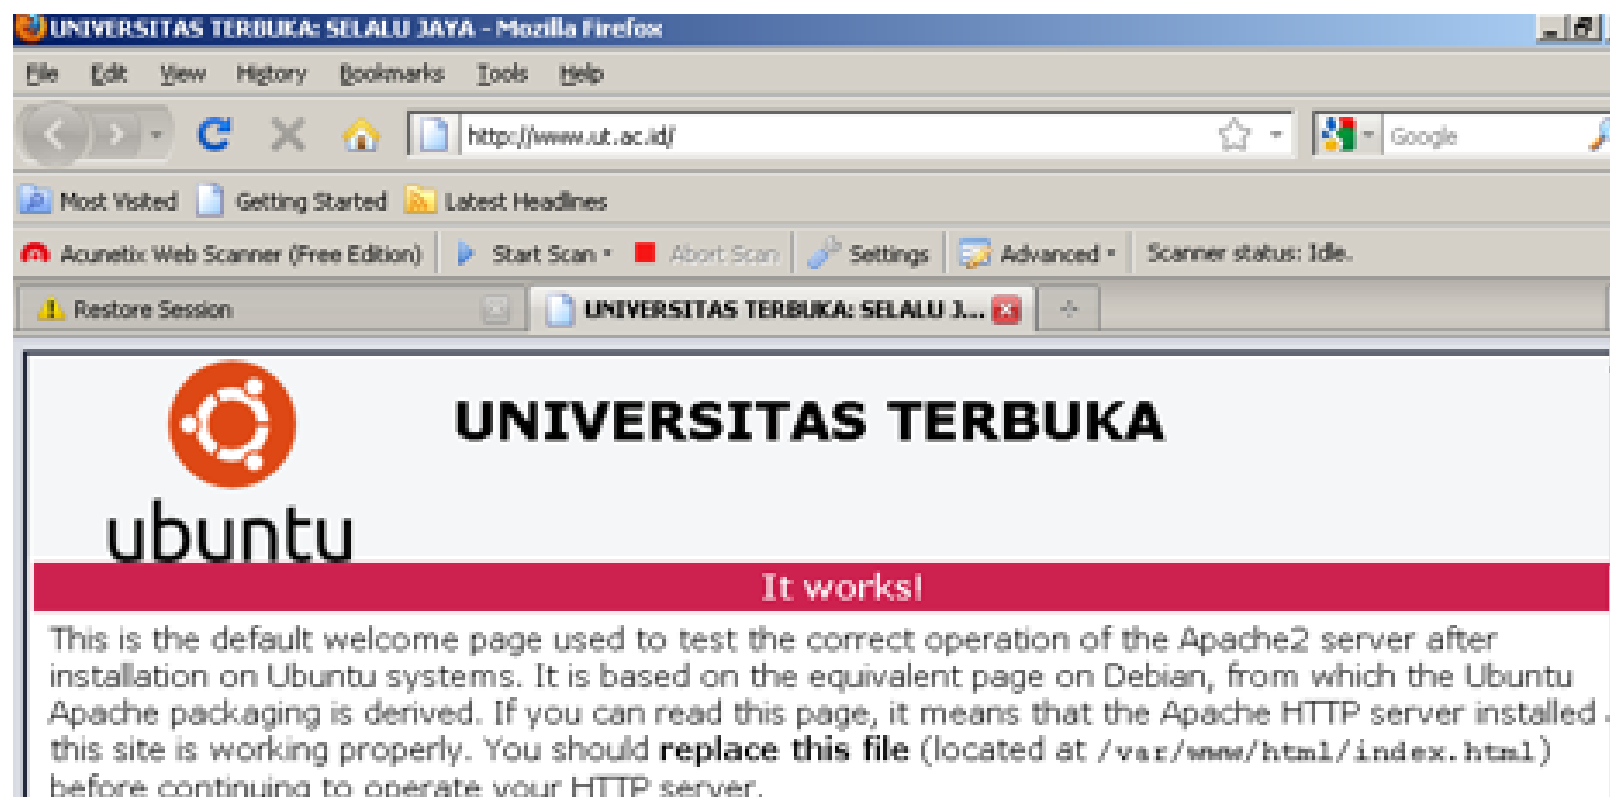 UNIVERSITAS TERBUKA: SELALU JAYA - Mozilla Firefox
File Edit View History Bookmarks Tools Help
http://www.ut.ac.id/ Google
Most Visited Getting Started Latest Headlines
Acunetix Web Scanner (Free Edition) Start Scan Abort Scan Settings Advanced Scanner status: Idle.
Restore Session UNIVERSITAS TERBUKA: SELALU J...
UNIVERSITAS TERBUKA
ubuntu
It works!
This is the default welcome page used to test the correct operation of the Apache2 server after
installation on Ubuntu systems. It is based on the equivalent page on Debian, from which the Ubuntu
Apache packaging is derived. If you can read this page, it means that the Apache HTTP server installed
this site is working properly. You should replace this file (located at /var/www/html/index.html)
before continuing to operate your HTTP server.